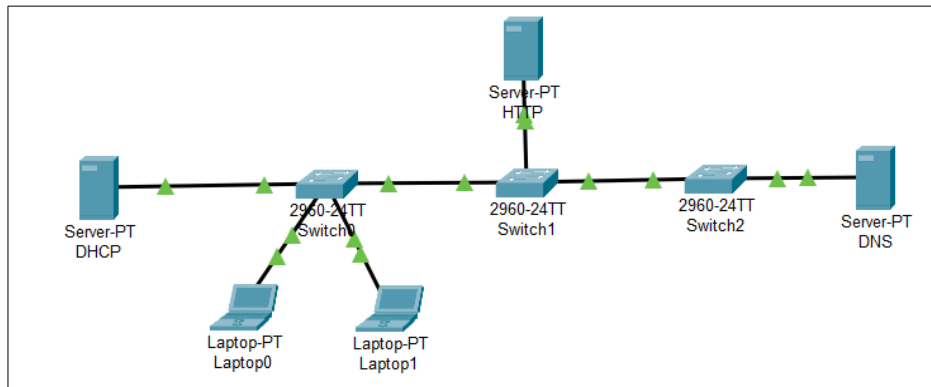 Server-PT
HTTP
Server-PT
DHCP
2960-24TT
Switch0
2960-24TT
Switch1
2960-24TT
Switch2
Server-PT
DNS
Laptop-PT
Laptop0
Laptop-PT
Laptop1